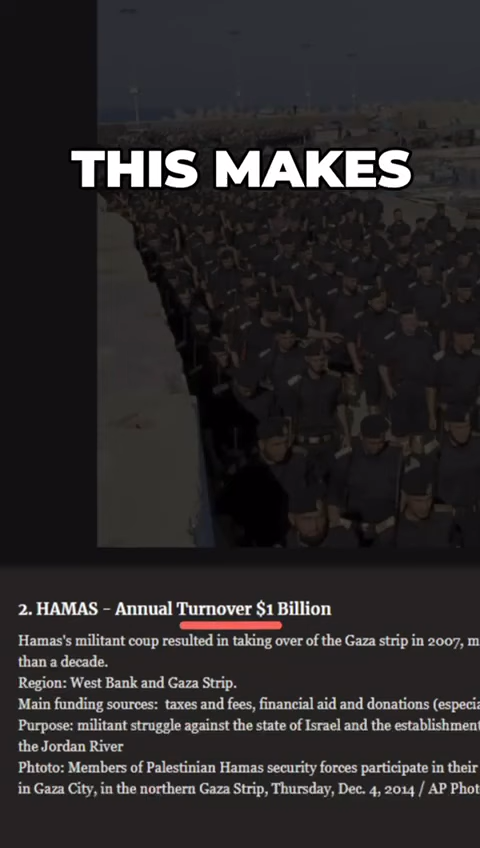 THIS MAKES
2. HAMAS - Annual Turnover $1 Billion
Hamas's militant coup resulted in taking over of the Gaza strip in 2007, m
than a decade.
Region: West Bank and Gaza Strip.
Main funding sources:  taxes and fees, financial aid and donations (especia
Purpose: militant struggle against the state of Israel and the establishment
the Jordan River
Phtoto: Members of Palestinian Hamas security forces participate in their
in Gaza City, in the northern Gaza Strip, Thursday, Dec. 4, 2014 / AP Phot